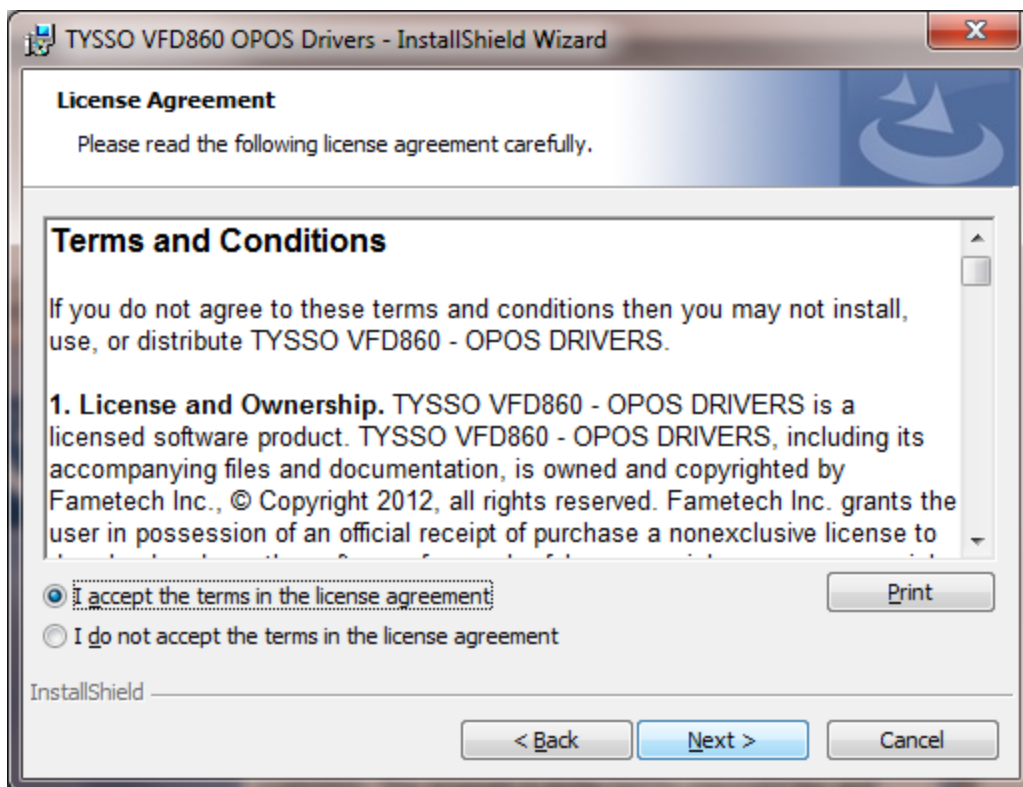 TYSSO VFD860 OPOS Drivers - InstallShield Wizard
License Agreement
Please read the following license agreement carefully.
Terms and Conditions
If you do not agree to these terms and conditions then you may not install,
use, or distribute TYSSO VFD860 - OPOS DRIVERS.
1. License and Ownership. TYSSO VFD860 - OPOS DRIVERS is a
licensed software product. TYSSO VFD860 - OPOS DRIVERS, including its
accompanying files and documentation, is owned and copyrighted by
Fametech Inc., © Copyright 2012, all rights reserved. Fametech Inc. grants the
user in possession of an official receipt of purchase a nonexclusive license to
I accept the terms in the license agreement
Print
I do not accept the terms in the license agreement
InstallShield
< Back
Next >
Cancel